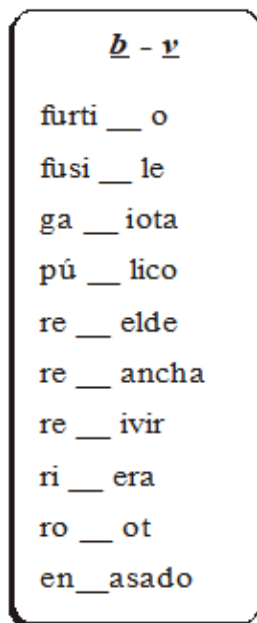 b - v
furti __ o
fusi __ le
ga __ iota
pú __ lico
re __ elde
re __ ancha
re __ ivir
ri __ era
ro __ ot
en__asado